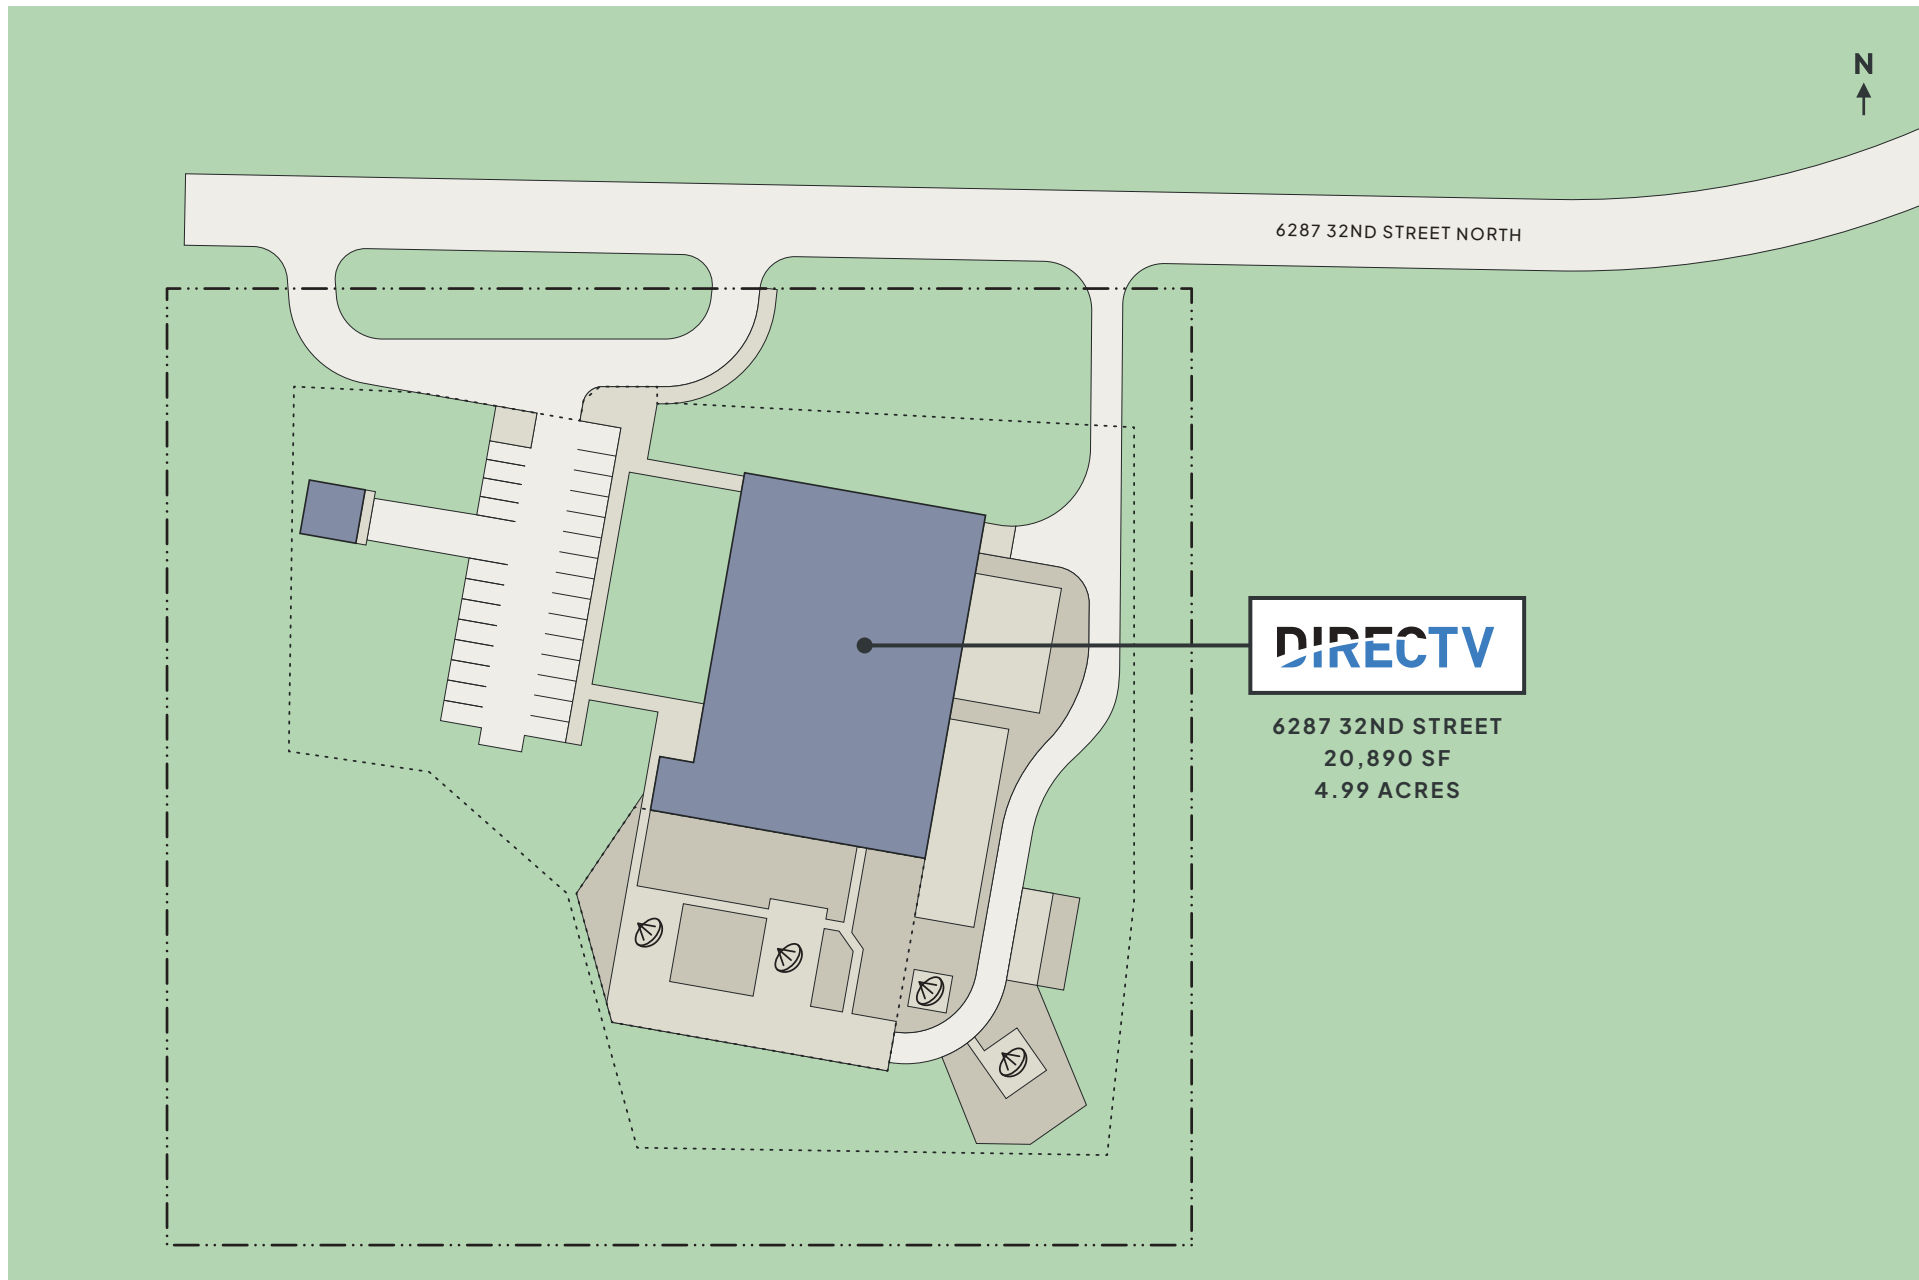 N
6287 32ND STREET NORTH
DIRECTV
6287 32ND STREET
20,890 SF
4.99 ACRES